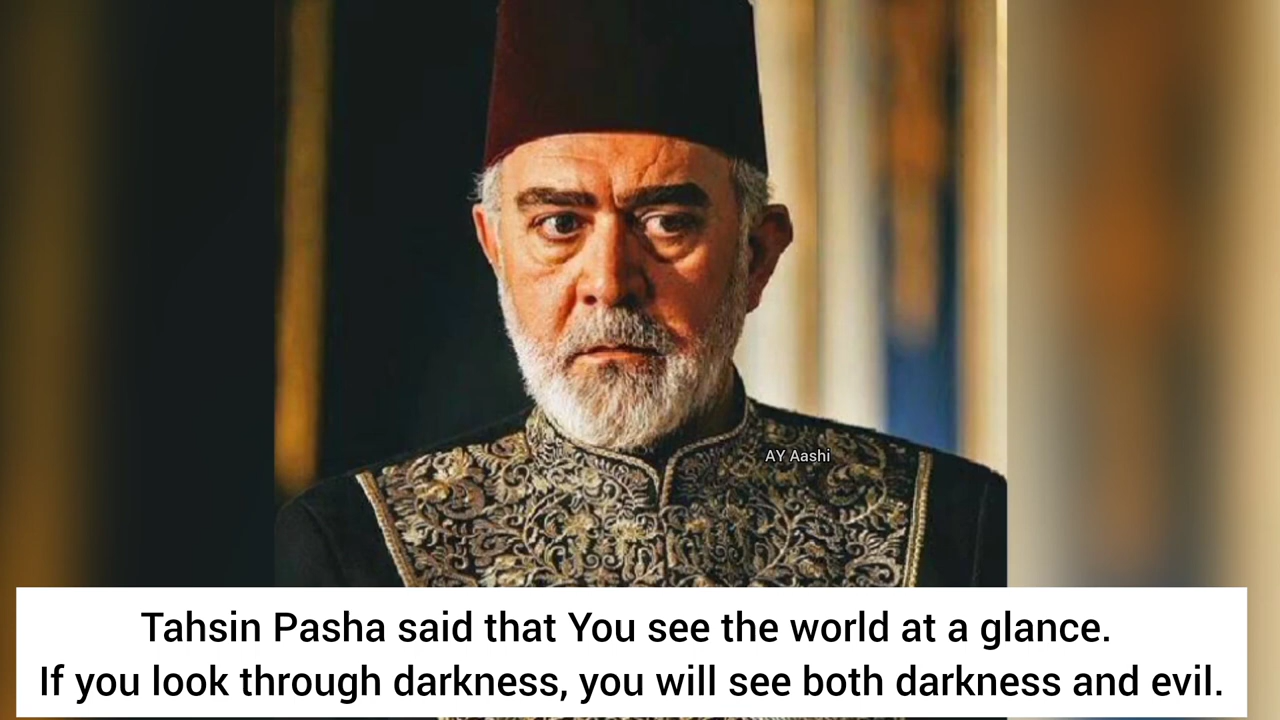 AY Aashi
Tahsin Pasha said that You see the world at a glance.
If you look through darkness, you will see both darkness and evil.